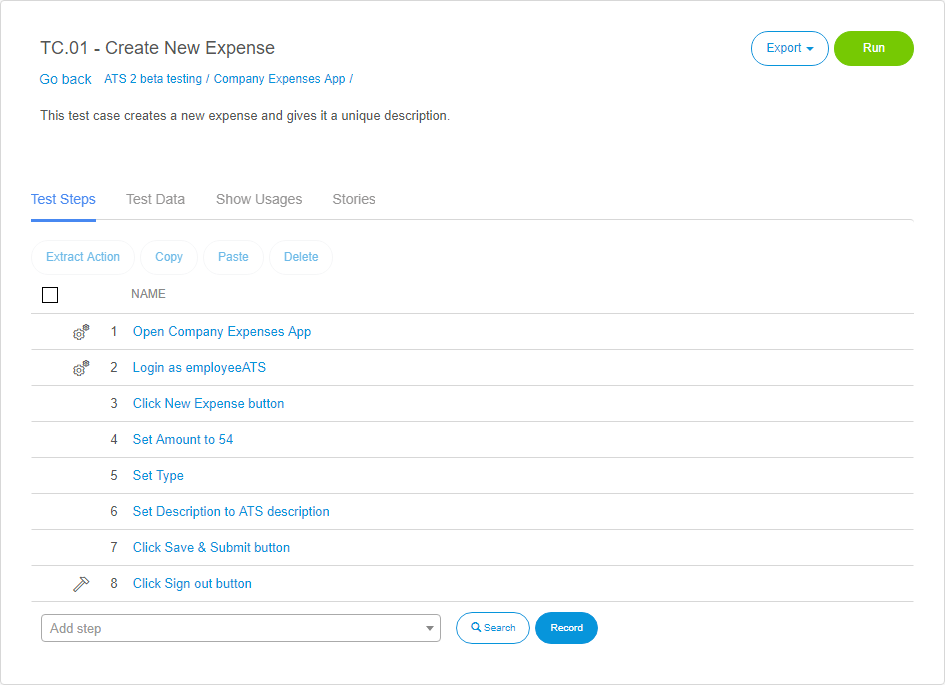 TC.01 - Create New Expense
Export
Run
Go back ATS 2 beta testing / Company Expenses App /
This test case creates a new expense and gives it a unique description.
Test Steps Test Data Show Usages Stories
Extract Action Copy Paste Delete
NAME
1 Open Company Expenses App
2 Login as employeeATS
3 Click New Expense button
4 Set Amount to 54
5 Set Type
6 Set Description to ATS description
7 Click Save & Submit button
8 Click Sign out button
Add step Search Record